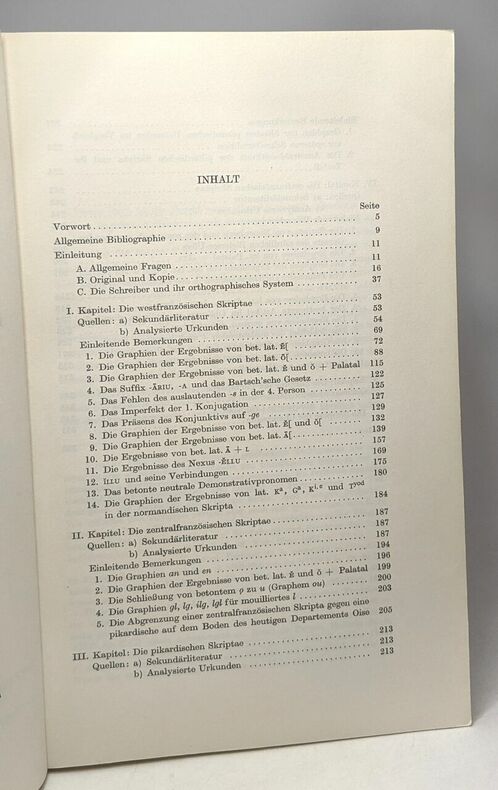 INHALT
Seite
Vorwort 5
Allgemeine Bibliographie 9
Einleitung 11
A. Allgemeine Fragen 11
B. Original und Kopie 16
C. Die Schreiber und ihr orthographisches System 37
I. Kapitel: Die westfranzösischen Skriptae 53
Quellen: a) Sekundärliteratur 53
b) Analysierte Urkunden 54
Einleitende Bemerkungen 69
1. Die Graphien der Ergebnisse von bet. lat. Ē[ 72
2. Die Graphien der Ergebnisse von bet. lat. Ō[ 88
3. Die Graphien der Ergebnisse von bet. lat. Ĕ und ŏ + Palatal 115
4. Das Suffix -ĀRIU, -A und das Bartsch'sche Gesetz 122
5. Das Fehlen des auslautenden -s in der 4. Person 125
6. Das Imperfekt der 1. Konjugation 127
7. Das Präsens des Konjunktivs auf -ge 129
8. Die Graphien der Ergebnisse von bet. lat. Ĕ[ und ŏ[ 132
9. Die Graphien der Ergebnisse von bet. lat. Ā[ 139
10. Die Ergebnisse von bet. lat. Ā + L 157
11. Die Ergebnisse des Nexus -ĔLLU 169
12. ĬLLU und seine Verbindungen 175
13. Das betonte neutrale Demonstrativpronomen 180
14. Die Graphien der Ergebnisse von lat. Kᵃ, Gᵃ, Kⁱ·ᵉ und Tᵛᵒᵈ
in der normandischen Skripta 184
II. Kapitel: Die zentralfranzösischen Skriptae 187
Quellen: a) Sekundärliteratur 187
b) Analysierte Urkunden 194
Einleitende Bemerkungen 196
1. Die Graphien an und en
2. Die Graphien der Ergebnisse von bet. lat. Ĕ und ŏ + Palatal 199
3. Die Schließung von betontem ǫ zu u (Graphem ou) 200
4. Die Graphien gl, lg, ilg, lgl für mouilliertes l 203
5. Die Abgrenzung einer zentralfranzösischen Skripta gegen eine
pikardische auf dem Boden des heutigen Departements Oise 205
III. Kapitel: Die pikardischen Skriptae 213
Quellen: a) Sekundärliteratur 213
b) Analysierte Urkunden 213